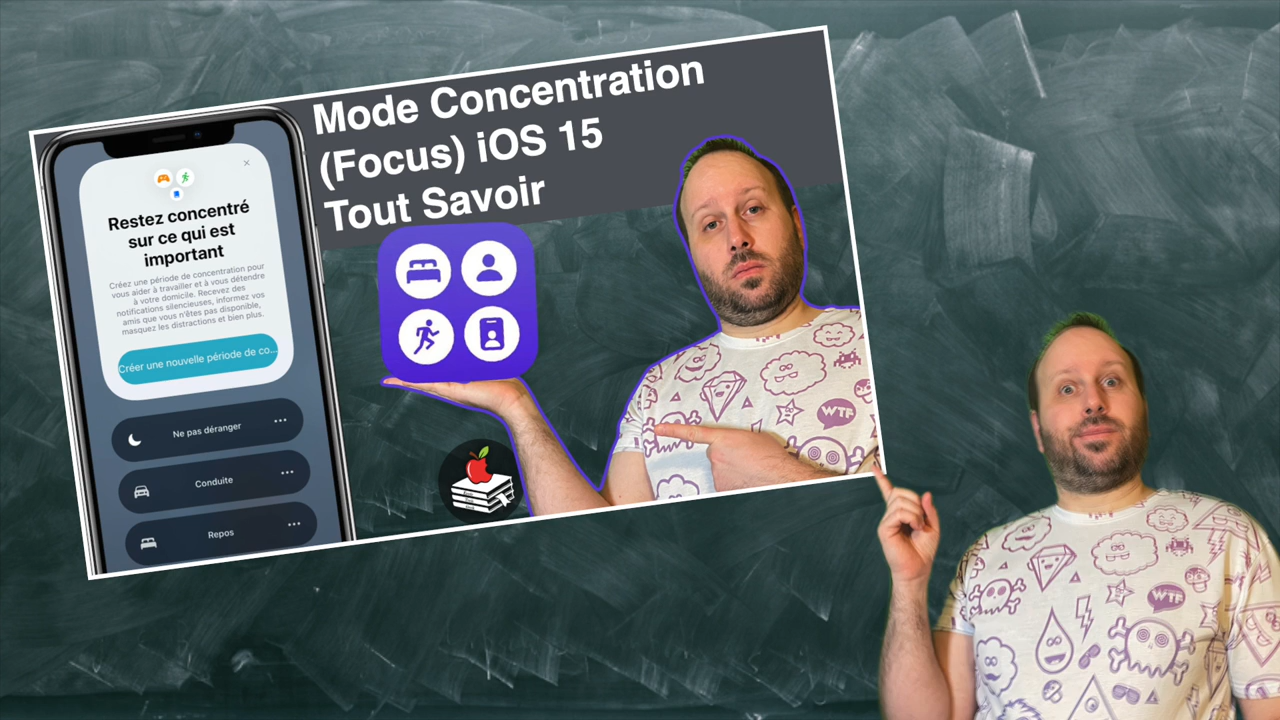 Mode Concentration
(Focus) iOS 15
Tout Savoir
Restez concentré
sur ce qui est
important
Créez une période de concentration pour
vous aider à travailler et à vous détendre
à votre domicile. Recevez des
notifications silencieuses, informez vos
amis que vous n'êtes pas disponible,
masquez les distractions et bien plus.
Créer une nouvelle période de co...
Ne pas déranger
Conduite
Repos
WTF
WTF